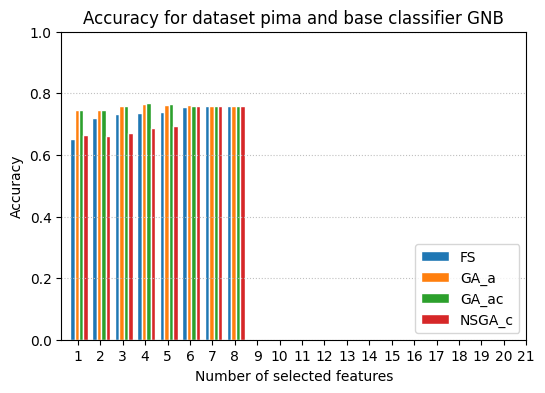 Accuracy for dataset pima and base classifier GNB
1.0
0.8
0.6
0.4
0.2
0.0
Accuracy
FS
GA_a
GA_ac
NSGA_c
1 2 3 4 5 6 7 8 9 10 11 12 13 14 15 16 17 18 19 20 21
Number of selected features